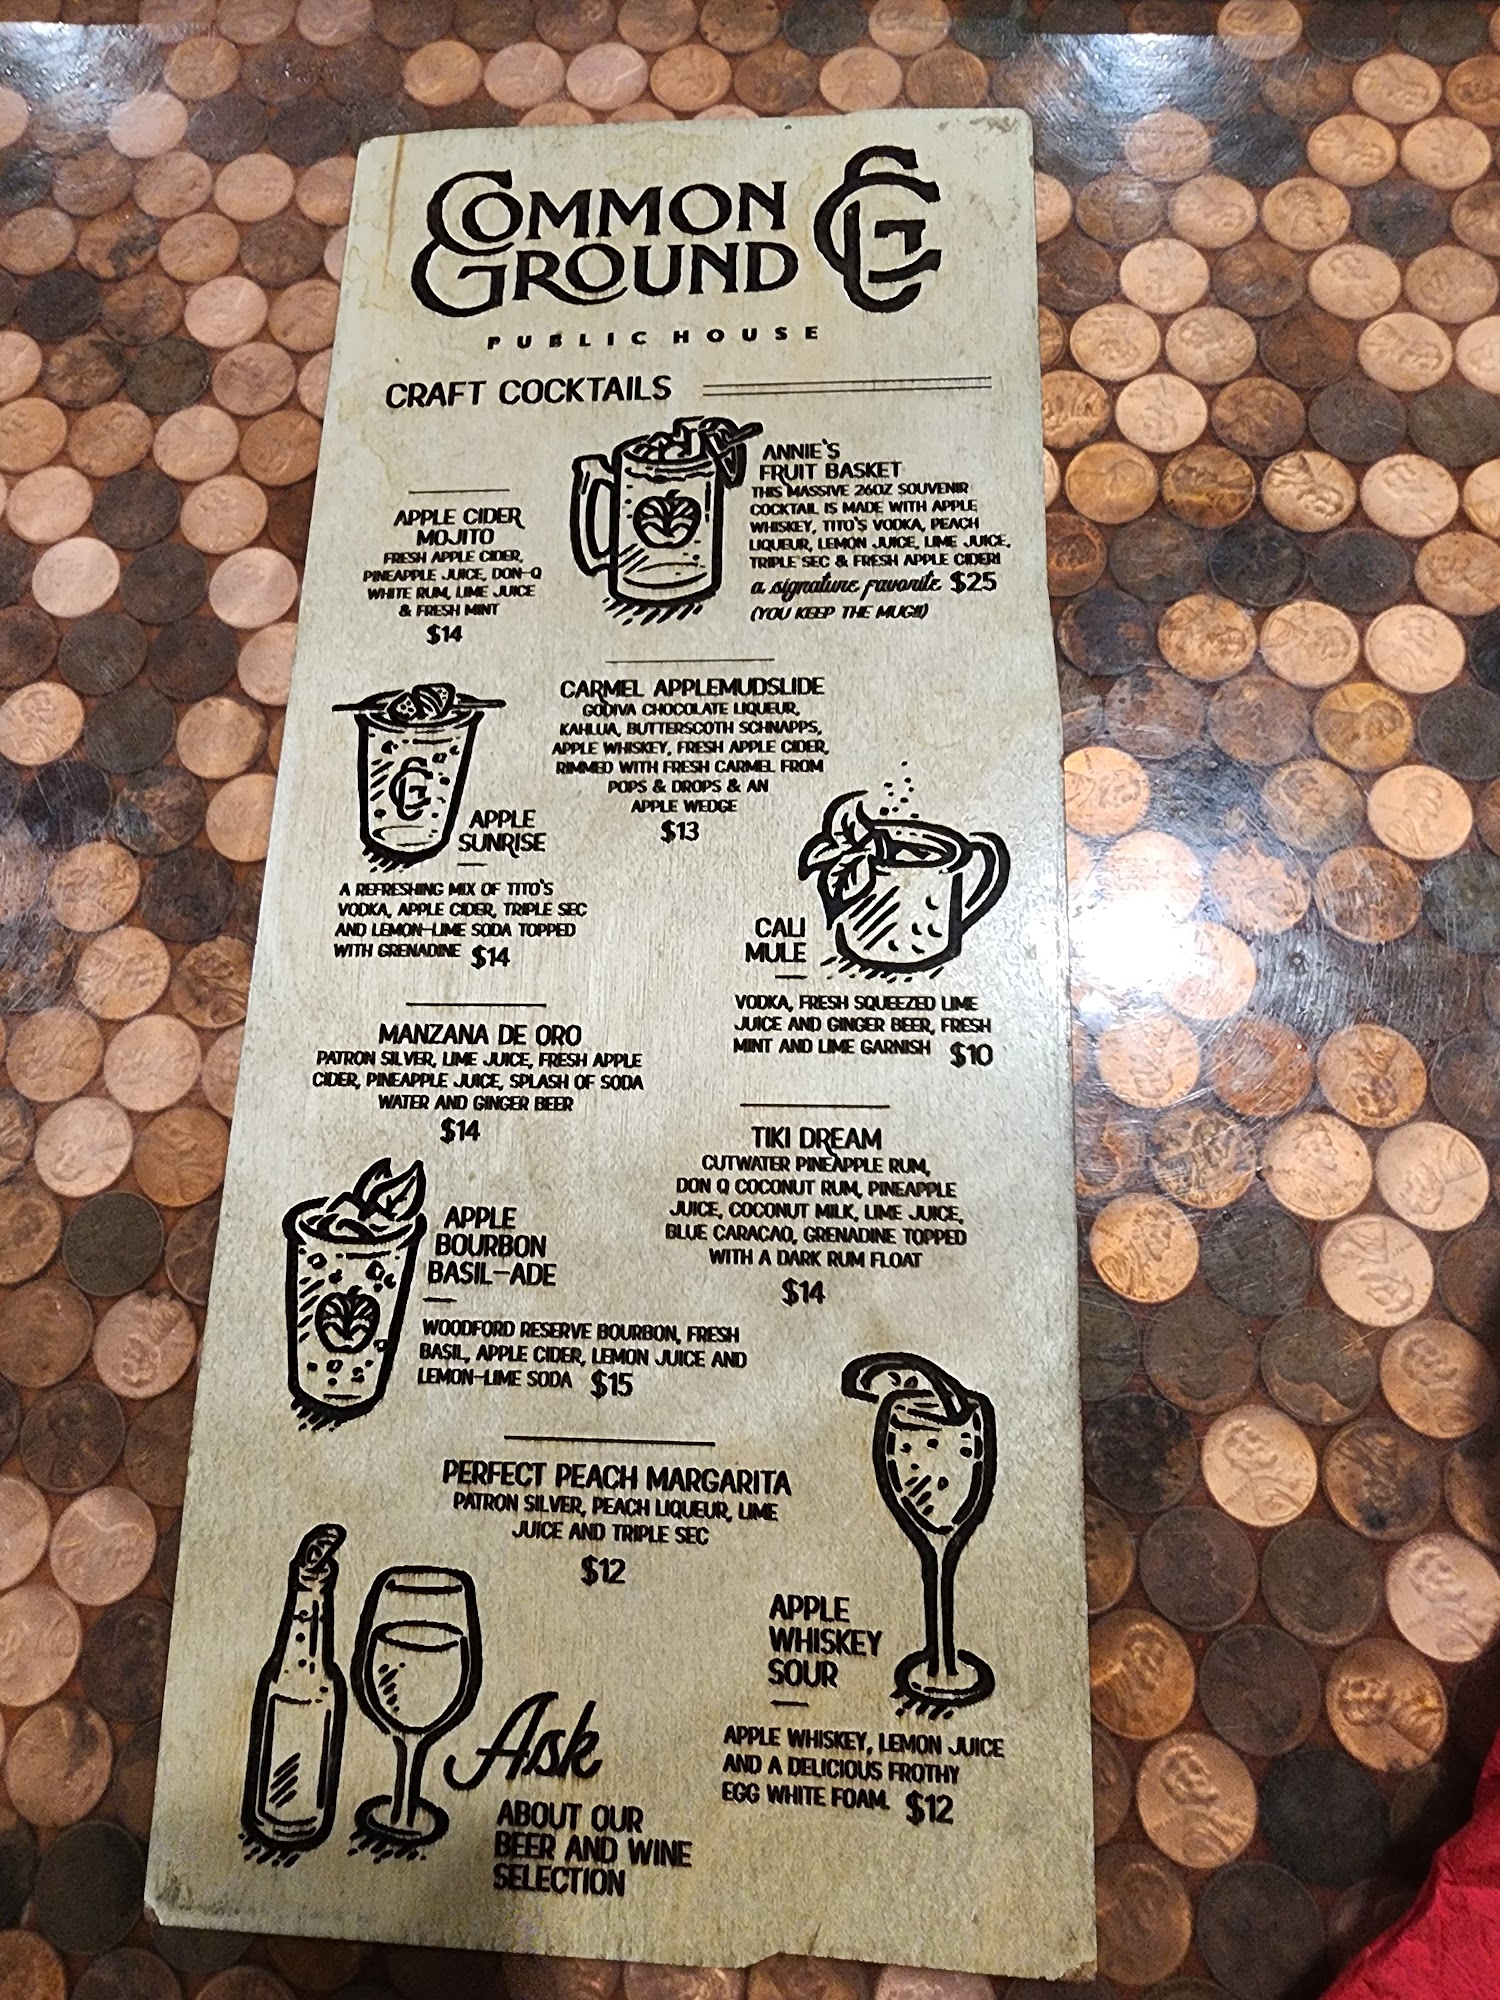 COMMON
GROUND
CG
PUBLIC HOUSE
CRAFT COCKTAILS
ANNIE'S
FRUIT BASKET
THIS MASSIVE 26OZ SOUVENIR
COCKTAIL IS MADE WITH APPLE
WHISKEY, TITO'S VODKA, PEACH
LIQUEUR, LEMON JUICE, LIME JUICE,
TRIPLE SEC & FRESH APPLE CIDER!
a signature favorite $25
(YOU KEEP THE MUG!!)
APPLE CIDER
MOJITO
FRESH APPLE CIDER,
PINEAPPLE JUICE, DON-Q
WHITE RUM, LIME JUICE
& FRESH MINT
$14
CARMEL APPLEMUDSLIDE
GODIVA CHOCOLATE LIQUEUR,
KAHLUA, BUTTERSCOTH SCHNAPPS,
APPLE WHISKEY, FRESH APPLE CIDER,
RIMMED WITH FRESH CARMEL FROM
POPS & DROPS & AN
APPLE WEDGE
$13
CG
APPLE
SUNRISE
A REFRESHING MIX OF TITO'S
VODKA, APPLE CIDER, TRIPLE SEC
AND LEMON-LIME SODA TOPPED
WITH GRENADINE $14
CALI
MULE
VODKA, FRESH SQUEEZED LIME
JUICE AND GINGER BEER, FRESH
MINT AND LIME GARNISH $10
MANZANA DE ORO
PATRON SILVER, LIME JUICE, FRESH APPLE
CIDER, PINEAPPLE JUICE, SPLASH OF SODA
WATER AND GINGER BEER
$14
TIKI DREAM
CUTWATER PINEAPPLE RUM,
DON Q COCONUT RUM, PINEAPPLE
JUICE, COCONUT MILK, LIME JUICE,
BLUE CARACAO, GRENADINE TOPPED
WITH A DARK RUM FLOAT
$14
APPLE
BOURBON
BASIL-ADE
WOODFORD RESERVE BOURBON, FRESH
BASIL, APPLE CIDER, LEMON JUICE AND
LEMON-LIME SODA $15
PERFECT PEACH MARGARITA
PATRON SILVER, PEACH LIQUEUR, LIME
JUICE AND TRIPLE SEC
$12
APPLE
WHISKEY
SOUR
APPLE WHISKEY, LEMON JUICE
AND A DELICIOUS FROTHY
EGG WHITE FOAM. $12
Ask
ABOUT OUR
BEER AND WINE
SELECTION